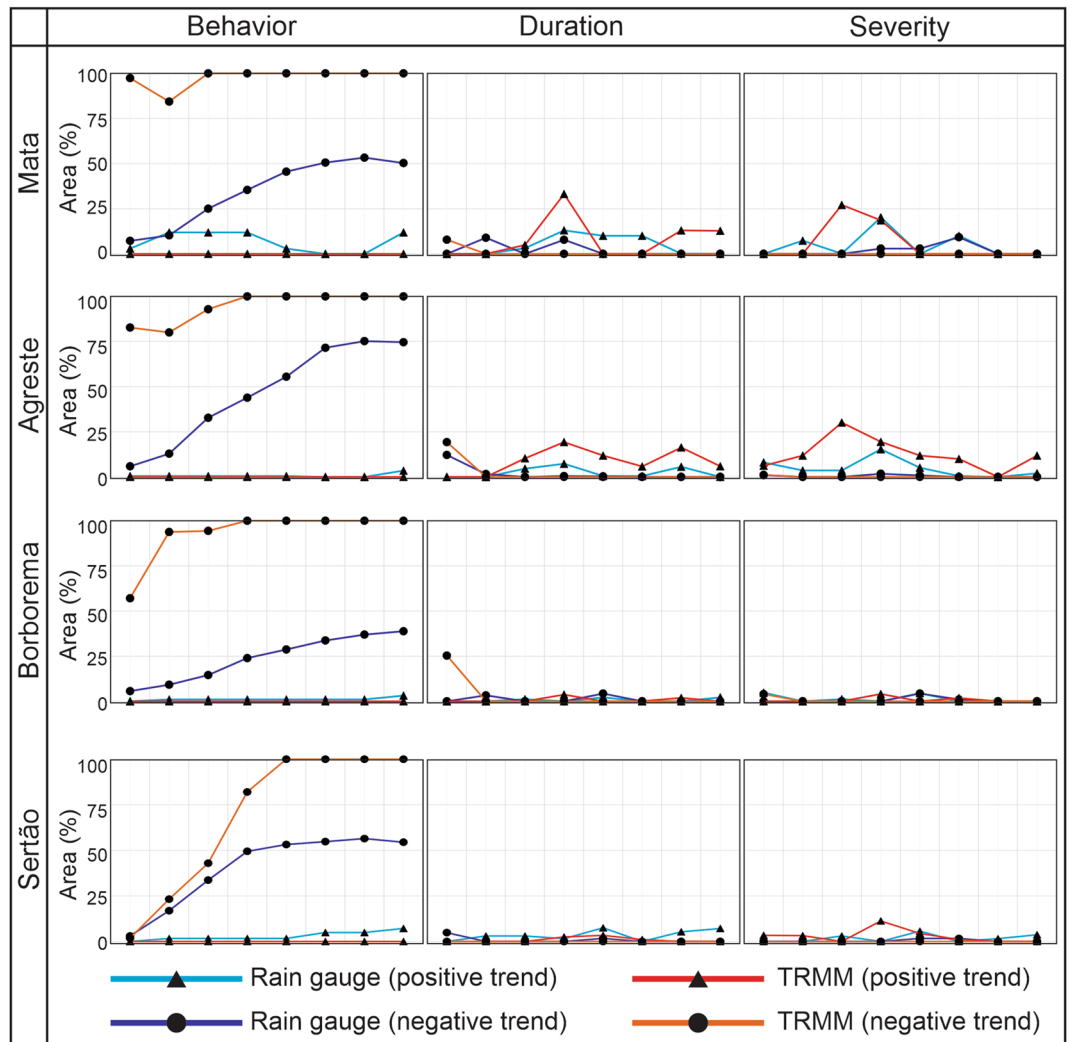 Behavior Duration Severity
Mata
Area (%)
100
75
50
25
0
Agreste
Area (%)
100
75
50
25
0
Borborema
Area (%)
100
75
50
25
0
Sertão
Area (%)
100
75
50
25
0
Rain gauge (positive trend) TRMM (positive trend)
Rain gauge (negative trend) TRMM (negative trend)